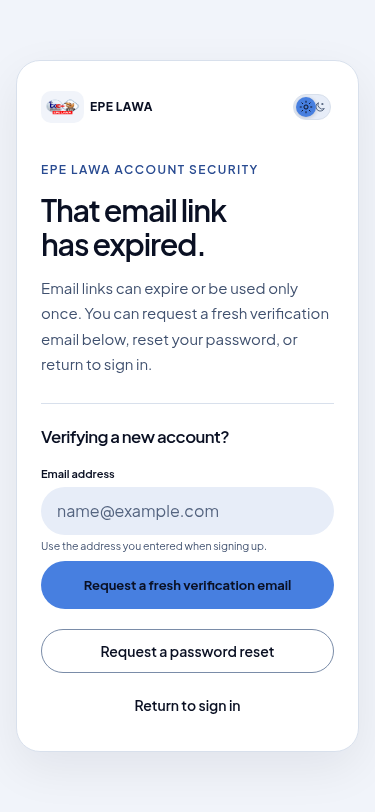 EPE LAWA
EPE LAWA ACCOUNT SECURITY
That email link
has expired.
Email links can expire or be used only
once. You can request a fresh verification
email below, reset your password, or
return to sign in.
Verifying a new account?
Email address
name@example.com
Use the address you entered when signing up.
Request a fresh verification email
Request a password reset
Return to sign in